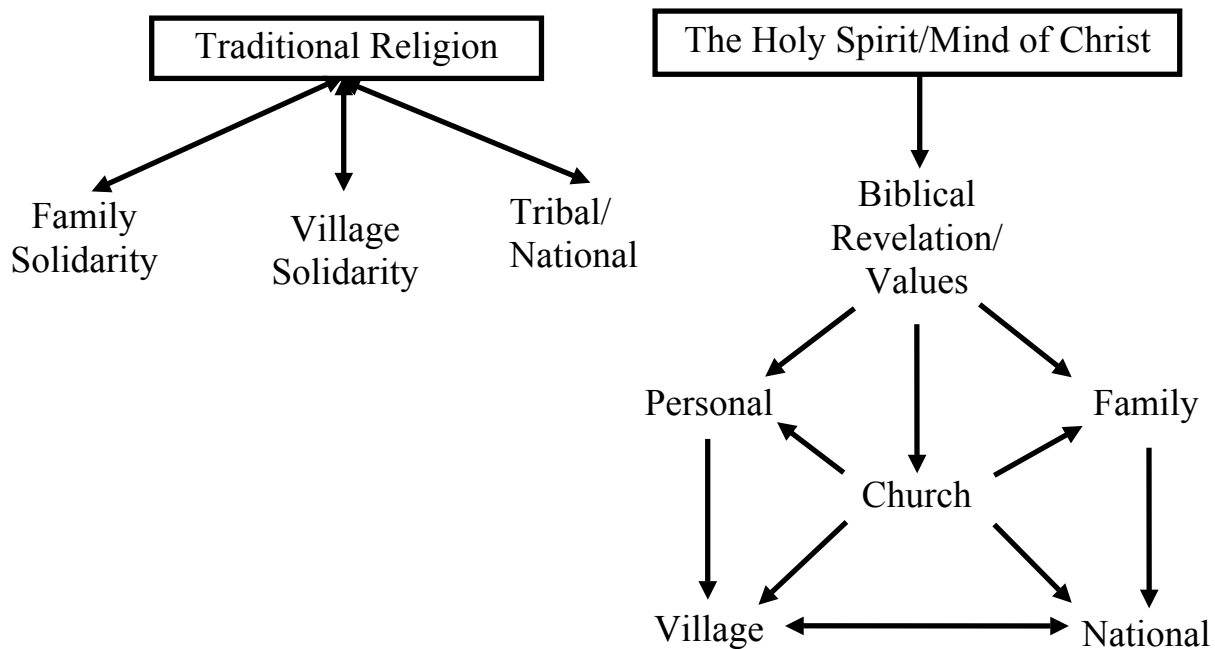 Traditional Religion
Family
Solidarity
Village
Solidarity
Tribal/
National
The Holy Spirit/Mind of Christ
Biblical
Revelation/
Values
Personal
Family
Church
Village
National